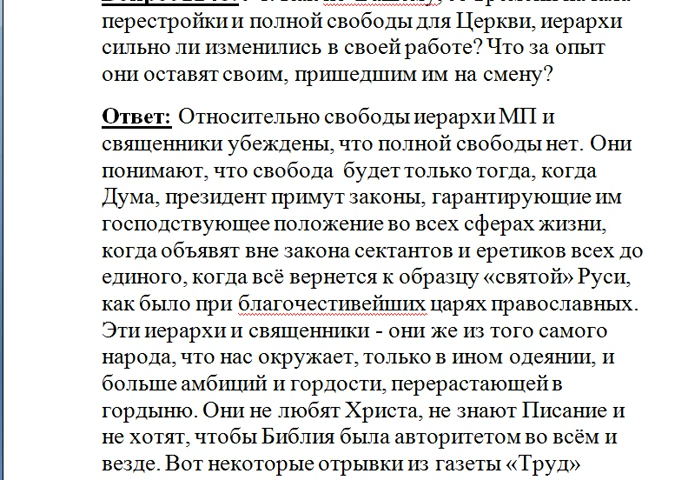 перестройки и полной свободы для Церкви, иерархи
сильно ли изменились в своей работе? Что за опыт
они оставят своим, пришедшим им на смену?
Ответ: Относительно свободы иерархи МП и
священники убеждены, что полной свободы нет. Они
понимают, что свобода будет только тогда, когда
Дума, президент примут законы, гарантирующие им
господствующее положение во всех сферах жизни,
когда объявят вне закона сектантов и еретиков всех до
единого, когда всё вернется к образцу «святой» Руси,
как было при благочестивейших царях православных.
Эти иерархи и священники - они же из того самого
народа, что нас окружает, только в ином одеянии, и
больше амбиций и гордости, перерастающей в
гордыню. Они не любят Христа, не знают Писание и
не хотят, чтобы Библия была авторитетом во всём и
везде. Вот некоторые отрывки из газеты «Труд»